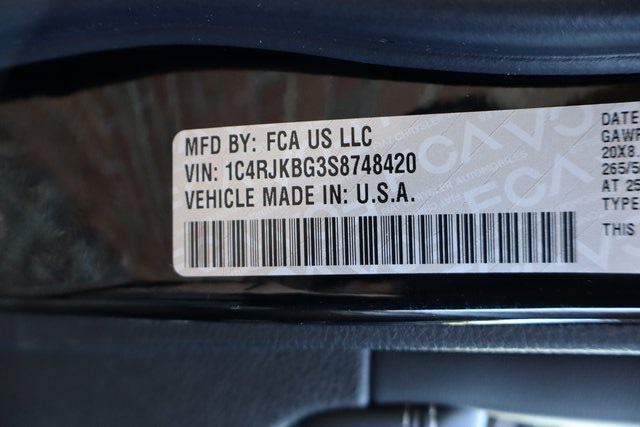 MFD BY: FCA US LLC
VIN: 1C4RJKBG3S8748420
VEHICLE MADE IN: U.S.A.
DATE
GAWR
20X8.
265/5
AT 25
TYPE
THIS